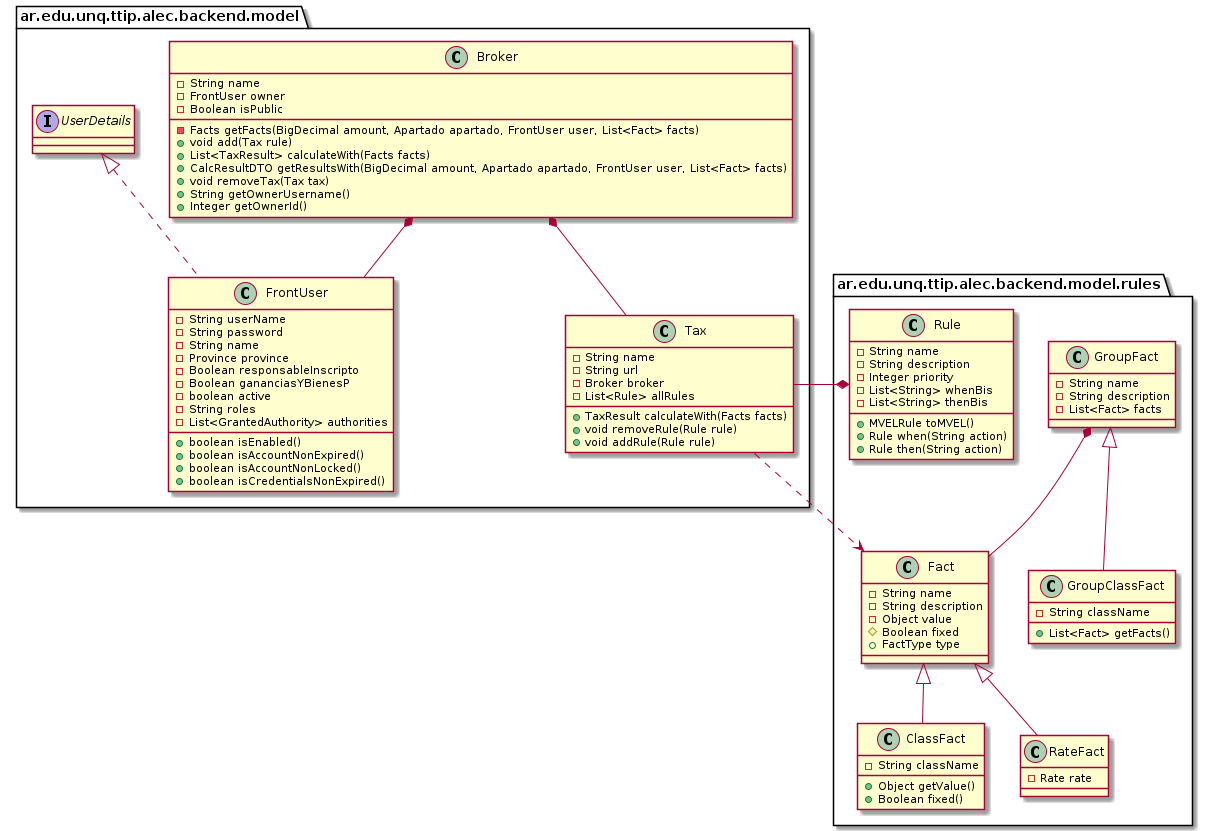 ar.edu.unq.ttip.alec.backend.model
C Broker
String name
FrontUser owner
Boolean isPublic
Facts getFacts(BigDecimal amount, Apartado apartado, FrontUser user, List<Fact> facts)
void add(Tax rule)
List<TaxResult> calculateWith(Facts facts)
CalcResultDTO getResultsWith(BigDecimal amount, Apartado apartado, FrontUser user, List<Fact> facts)
void removeTax(Tax tax)
String getOwnerUsername()
Integer getOwnerId()
I UserDetails
C FrontUser
String userName
String password
String name
Province province
Boolean responsableInscripto
Boolean gananciasYBienesP
boolean active
String roles
List<GrantedAuthority> authorities
boolean isEnabled()
boolean isAccountNonExpired()
boolean isAccountNonLocked()
boolean isCredentialsNonExpired()
C Tax
String name
String url
Broker broker
List<Rule> allRules
TaxResult calculateWith(Facts facts)
void removeRule(Rule rule)
void addRule(Rule rule)
ar.edu.unq.ttip.alec.backend.model.rules
C Rule
String name
String description
Integer priority
List<String> whenBis
List<String> thenBis
MVELRule toMVEL()
Rule when(String action)
Rule then(String action)
C GroupFact
String name
String description
List<Fact> facts
C Fact
String name
String description
Object value
Boolean fixed
FactType type
C GroupClassFact
String className
List<Fact> getFacts()
C ClassFact
String className
Object getValue()
Boolean fixed()
C RateFact
Rate rate